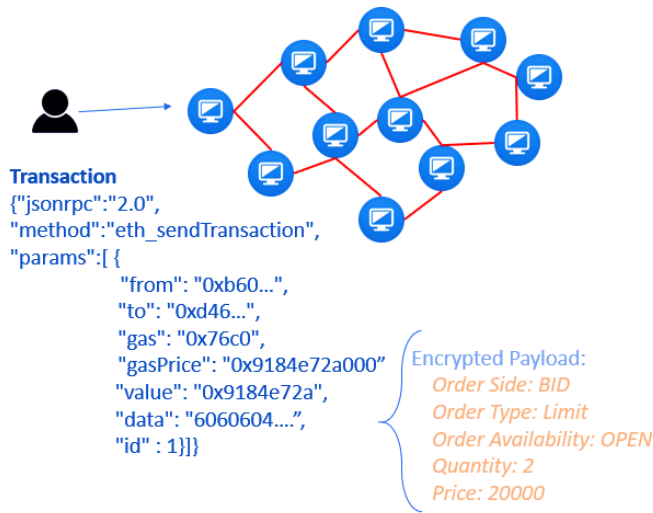 Transaction
{"jsonrpc":"2.0",
"method":"eth_sendTransaction",
"params":[ {
"from": "0xb60...",
"to": "0xd46...",
"gas": "0x76c0",
"gasPrice": "0x9184e72a000”
"value": "0x9184e72a",
"data": "6060604....”,
"id" : 1}]}
Encrypted Payload:
Order Side: BID
Order Type: Limit
Order Availability: OPEN
Quantity: 2
Price: 20000